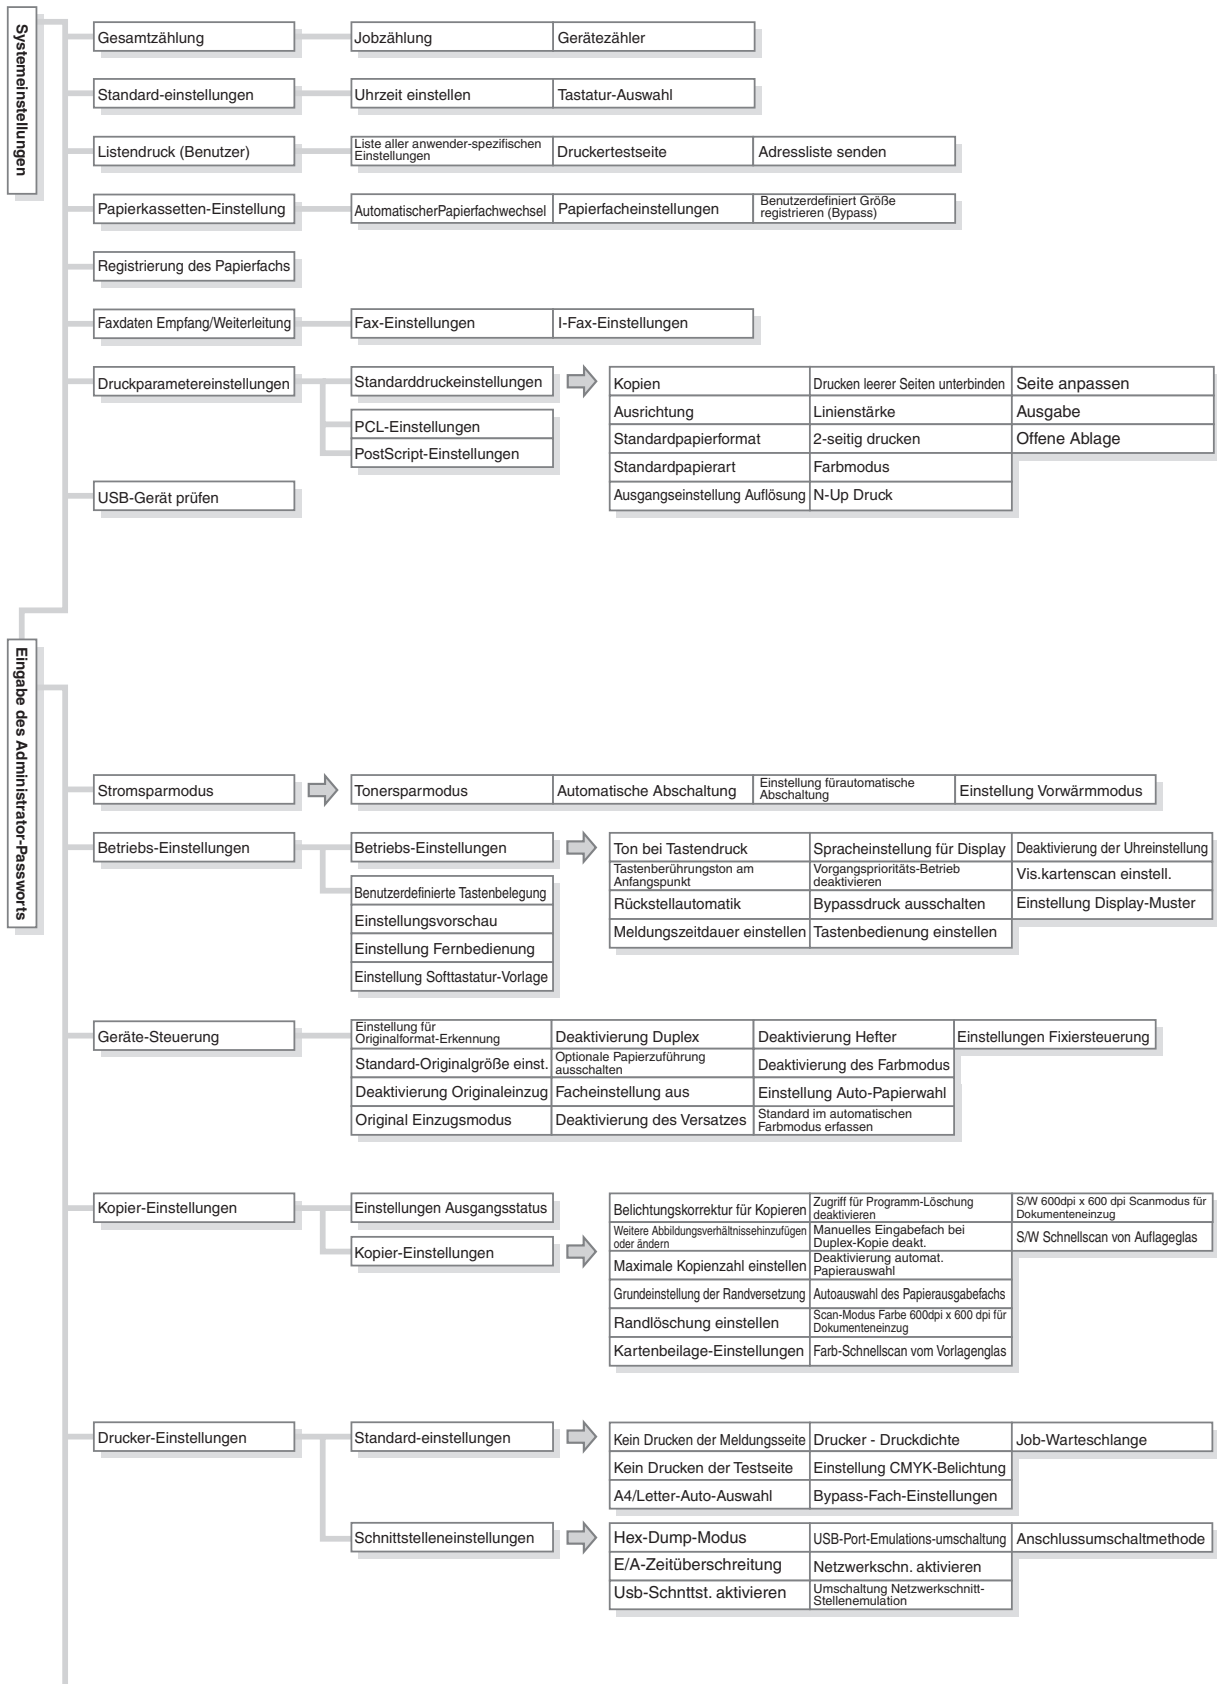 Systemeinstellungen
Gesamtzählung
Jobzählung
Gerätezähler
Standard-einstellungen
Uhrzeit einstellen
Tastatur-Auswahl
Listendruck (Benutzer)
Liste aller anwender-spezifischen
Einstellungen
Druckertestseite
Adressliste senden
Papierkassetten-Einstellung
AutomatischerPapierfachwechsel
Papierfacheinstellungen
Benutzerdefiniert Größe
registrieren (Bypass)
Registrierung des Papierfachs
Faxdaten Empfang/Weiterleitung
Fax-Einstellungen
I-Fax-Einstellungen
Druckparametereinstellungen
Standarddruckeinstellungen
PCL-Einstellungen
PostScript-Einstellungen
Kopien
Drucken leerer Seiten unterbinden
Seite anpassen
Ausrichtung
Linienstärke
Ausgabe
Standardpapierformat
2-seitig drucken
Offene Ablage
Standardpapierart
Farbmodus
Ausgangseinstellung Auflösung
N-Up Druck
USB-Gerät prüfen
Eingabe des Administrator-Passworts
Stromsparmodus
Tonersparmodus
Automatische Abschaltung
Einstellung fürautomatische
Abschaltung
Einstellung Vorwärmmodus
Betriebs-Einstellungen
Betriebs-Einstellungen
Benutzerdefinierte Tastenbelegung
Einstellungsvorschau
Einstellung Fernbedienung
Einstellung Softtastatur-Vorlage
Ton bei Tastendruck
Spracheinstellung für Display
Deaktivierung der Uhreinstellung
Tastenberührungston am
Anfangspunkt
Vorgangsprioritäts-Betrieb
deaktivieren
Vis.kartenscan einstell.
Rückstellautomatik
Bypassdruck ausschalten
Einstellung Display-Muster
Meldungszeitdauer einstellen
Tastenbedienung einstellen
Geräte-Steuerung
Einstellung für
Originalformat-Erkennung
Deaktivierung Duplex
Deaktivierung Hefter
Einstellungen Fixiersteuerung
Standard-Originalgröße einst.
Optionale Papierzuführung
ausschalten
Deaktivierung des Farbmodus
Deaktivierung Originaleinzug
Facheinstellung aus
Einstellung Auto-Papierwahl
Original Einzugsmodus
Deaktivierung des Versatzes
Standard im automatischen
Farbmodus erfassen
Kopier-Einstellungen
Einstellungen Ausgangsstatus
Kopier-Einstellungen
Belichtungskorrektur für Kopieren
Zugriff für Programm-Löschung
deaktivieren
S/W 600dpi x 600 dpi Scanmodus für
Dokumenteneinzug
Weitere Abbildungsverhältnissehinzufügen
oder ändern
Manuelles Eingabefach bei
Duplex-Kopie deakt.
S/W Schnellscan von Auflageglas
Maximale Kopienzahl einstellen
Deaktivierung automat.
Papierauswahl
Grundeinstellung der Randversetzung
Autoauswahl des Papierausgabefachs
Randlöschung einstellen
Scan-Modus Farbe 600dpi x 600 dpi für
Dokumenteneinzug
Kartenbeilage-Einstellungen
Farb-Schnellscan vom Vorlagenglas
Drucker-Einstellungen
Standard-einstellungen
Kein Drucken der Meldungsseite
Drucker - Druckdichte
Job-Warteschlange
Kein Drucken der Testseite
Einstellung CMYK-Belichtung
A4/Letter-Auto-Auswahl
Bypass-Fach-Einstellungen
Schnittstelleneinstellungen
Hex-Dump-Modus
USB-Port-Emulations-umschaltung
Anschlussumschaltmethode
E/A-Zeitüberschreitung
Netzwerkschn. aktivieren
Usb-Schnttst. aktivieren
Umschaltung Netzwerkschnitt-
Stellenemulation